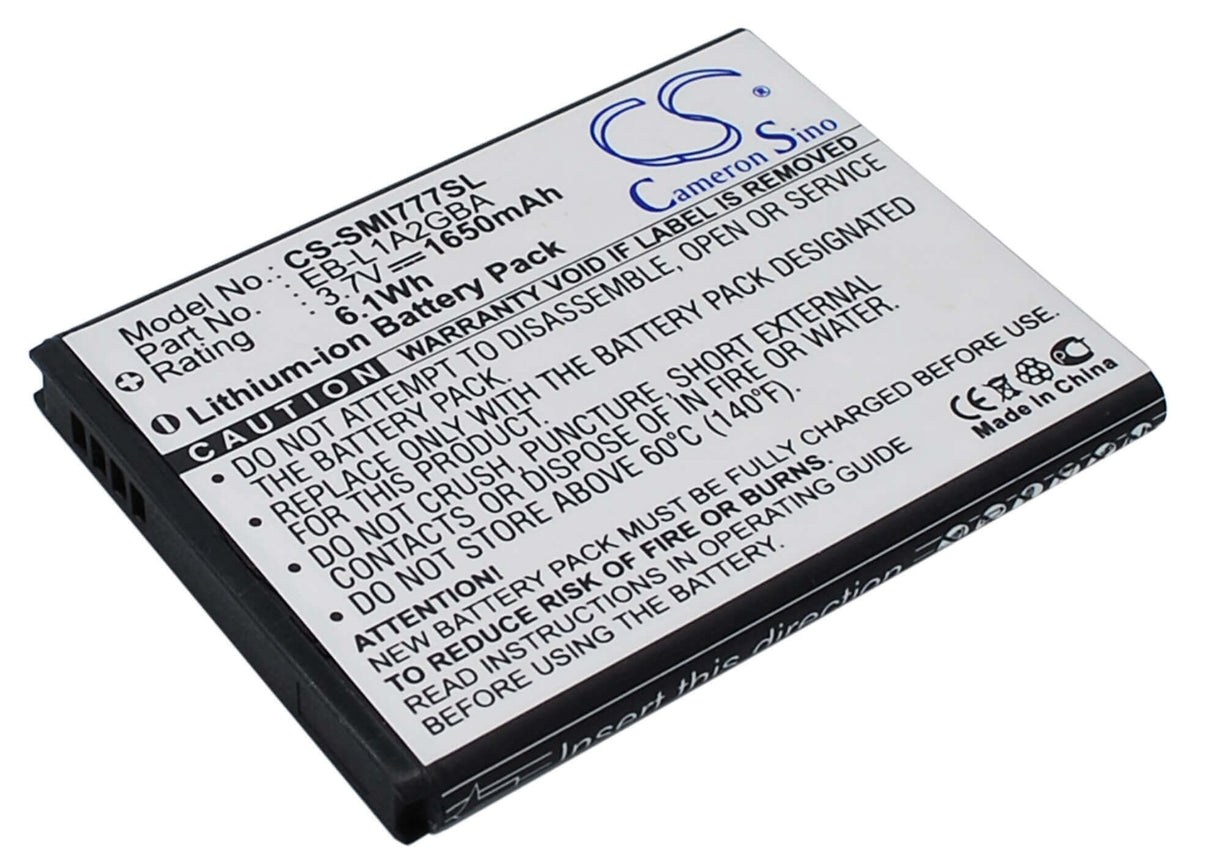 CS®
Cameron Sino
Model No.: CS-SMI777SL
Part No. : EB-L1A2GBA
Rating : 3.7V 1650mAh
6.1Wh
Lithium-ion Battery Pack
CAUTION WARRANTY VOID IF LABEL IS REMOVED
• DO NOT ATTEMPT TO DISASSEMBLE, OPEN OR SERVICE
THE BATTERY PACK.
• REPLACE ONLY WITH THE BATTERY PACK DESIGNATED
FOR THIS PRODUCT.
• DO NOT CRUSH, PUNCTURE, SHORT EXTERNAL
CONTACTS OR DISPOSE OF IN FIRE OR WATER.
• DO NOT STORE ABOVE 60°C (140°F).
ATTENTION!
NEW BATTERY PACK MUST BE FULLY CHARGED BEFORE USE.
TO REDUCE RISK OF FIRE OR BURNS.
READ INSTRUCTIONS IN OPERATING GUIDE
BEFORE USING THE BATTERY.
CE
Made in China
Insert this direction